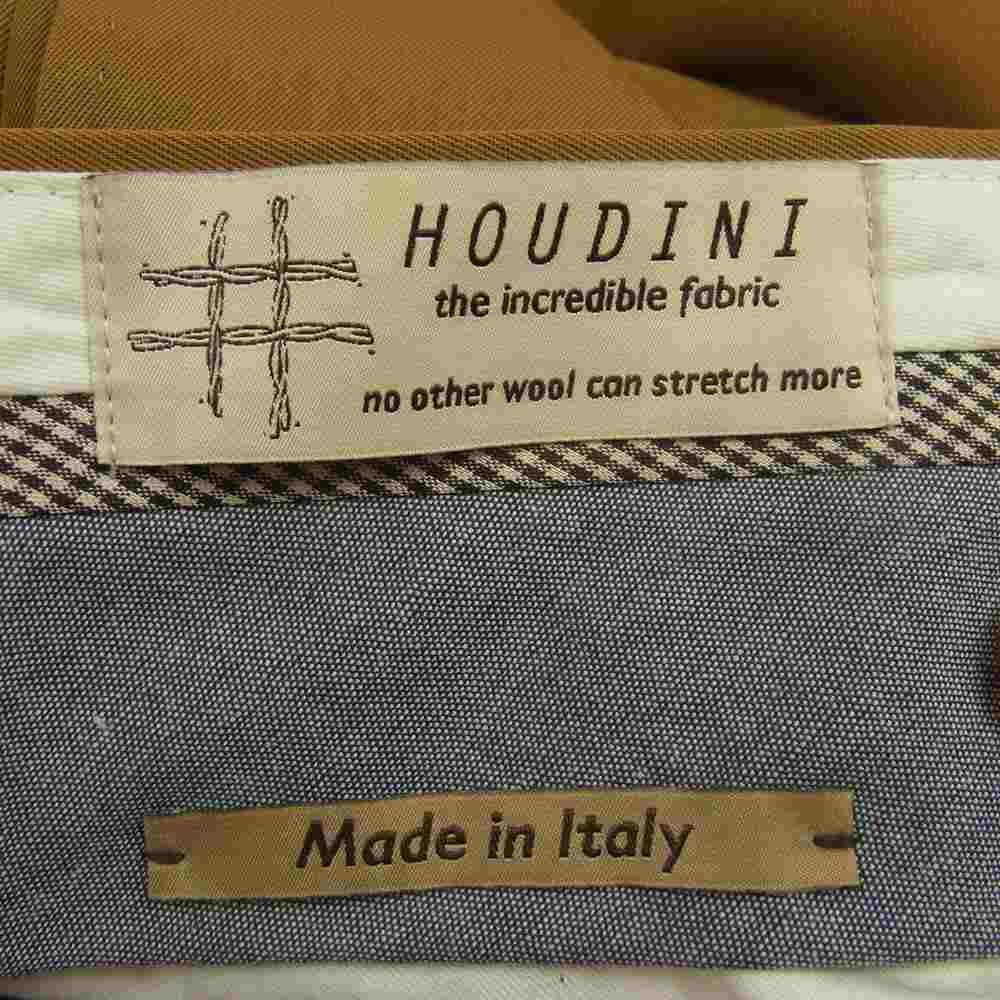 HOUDINI
the incredible fabric
no other wool can stretch more
Made in Italy